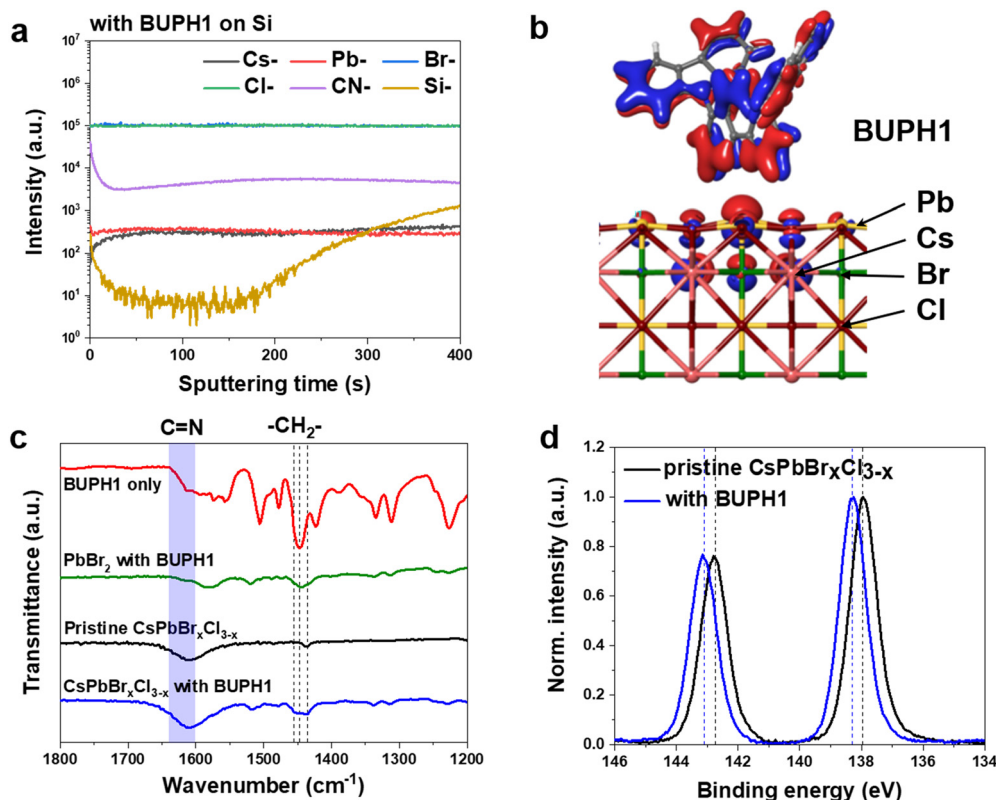 a
with BUPH1 on Si
Cs- Pb- Br-
Cl- CN- Si-
Intensity (a.u.)
10⁷
10⁶
10⁵
10⁴
10³
10²
10¹
10⁰
0 100 200 300 400
Sputtering time (s)
b
BUPH1
Pb
Cs
Br
Cl
c
C=N -CH₂-
BUPH1 only
PbBr₂ with BUPH1
Pristine CsPbBrₓCl₃₋ₓ
CsPbBrₓCl₃₋ₓ with BUPH1
Transmittance (a.u.)
1800 1700 1600 1500 1400 1300 1200
Wavenumber (cm⁻¹)
d
pristine CsPbBrₓCl₃₋ₓ
with BUPH1
Norm. intensity (a.u.)
1.2
1.0
0.8
0.6
0.4
0.2
0.0
146 144 142 140 138 136 134
Binding energy (eV)